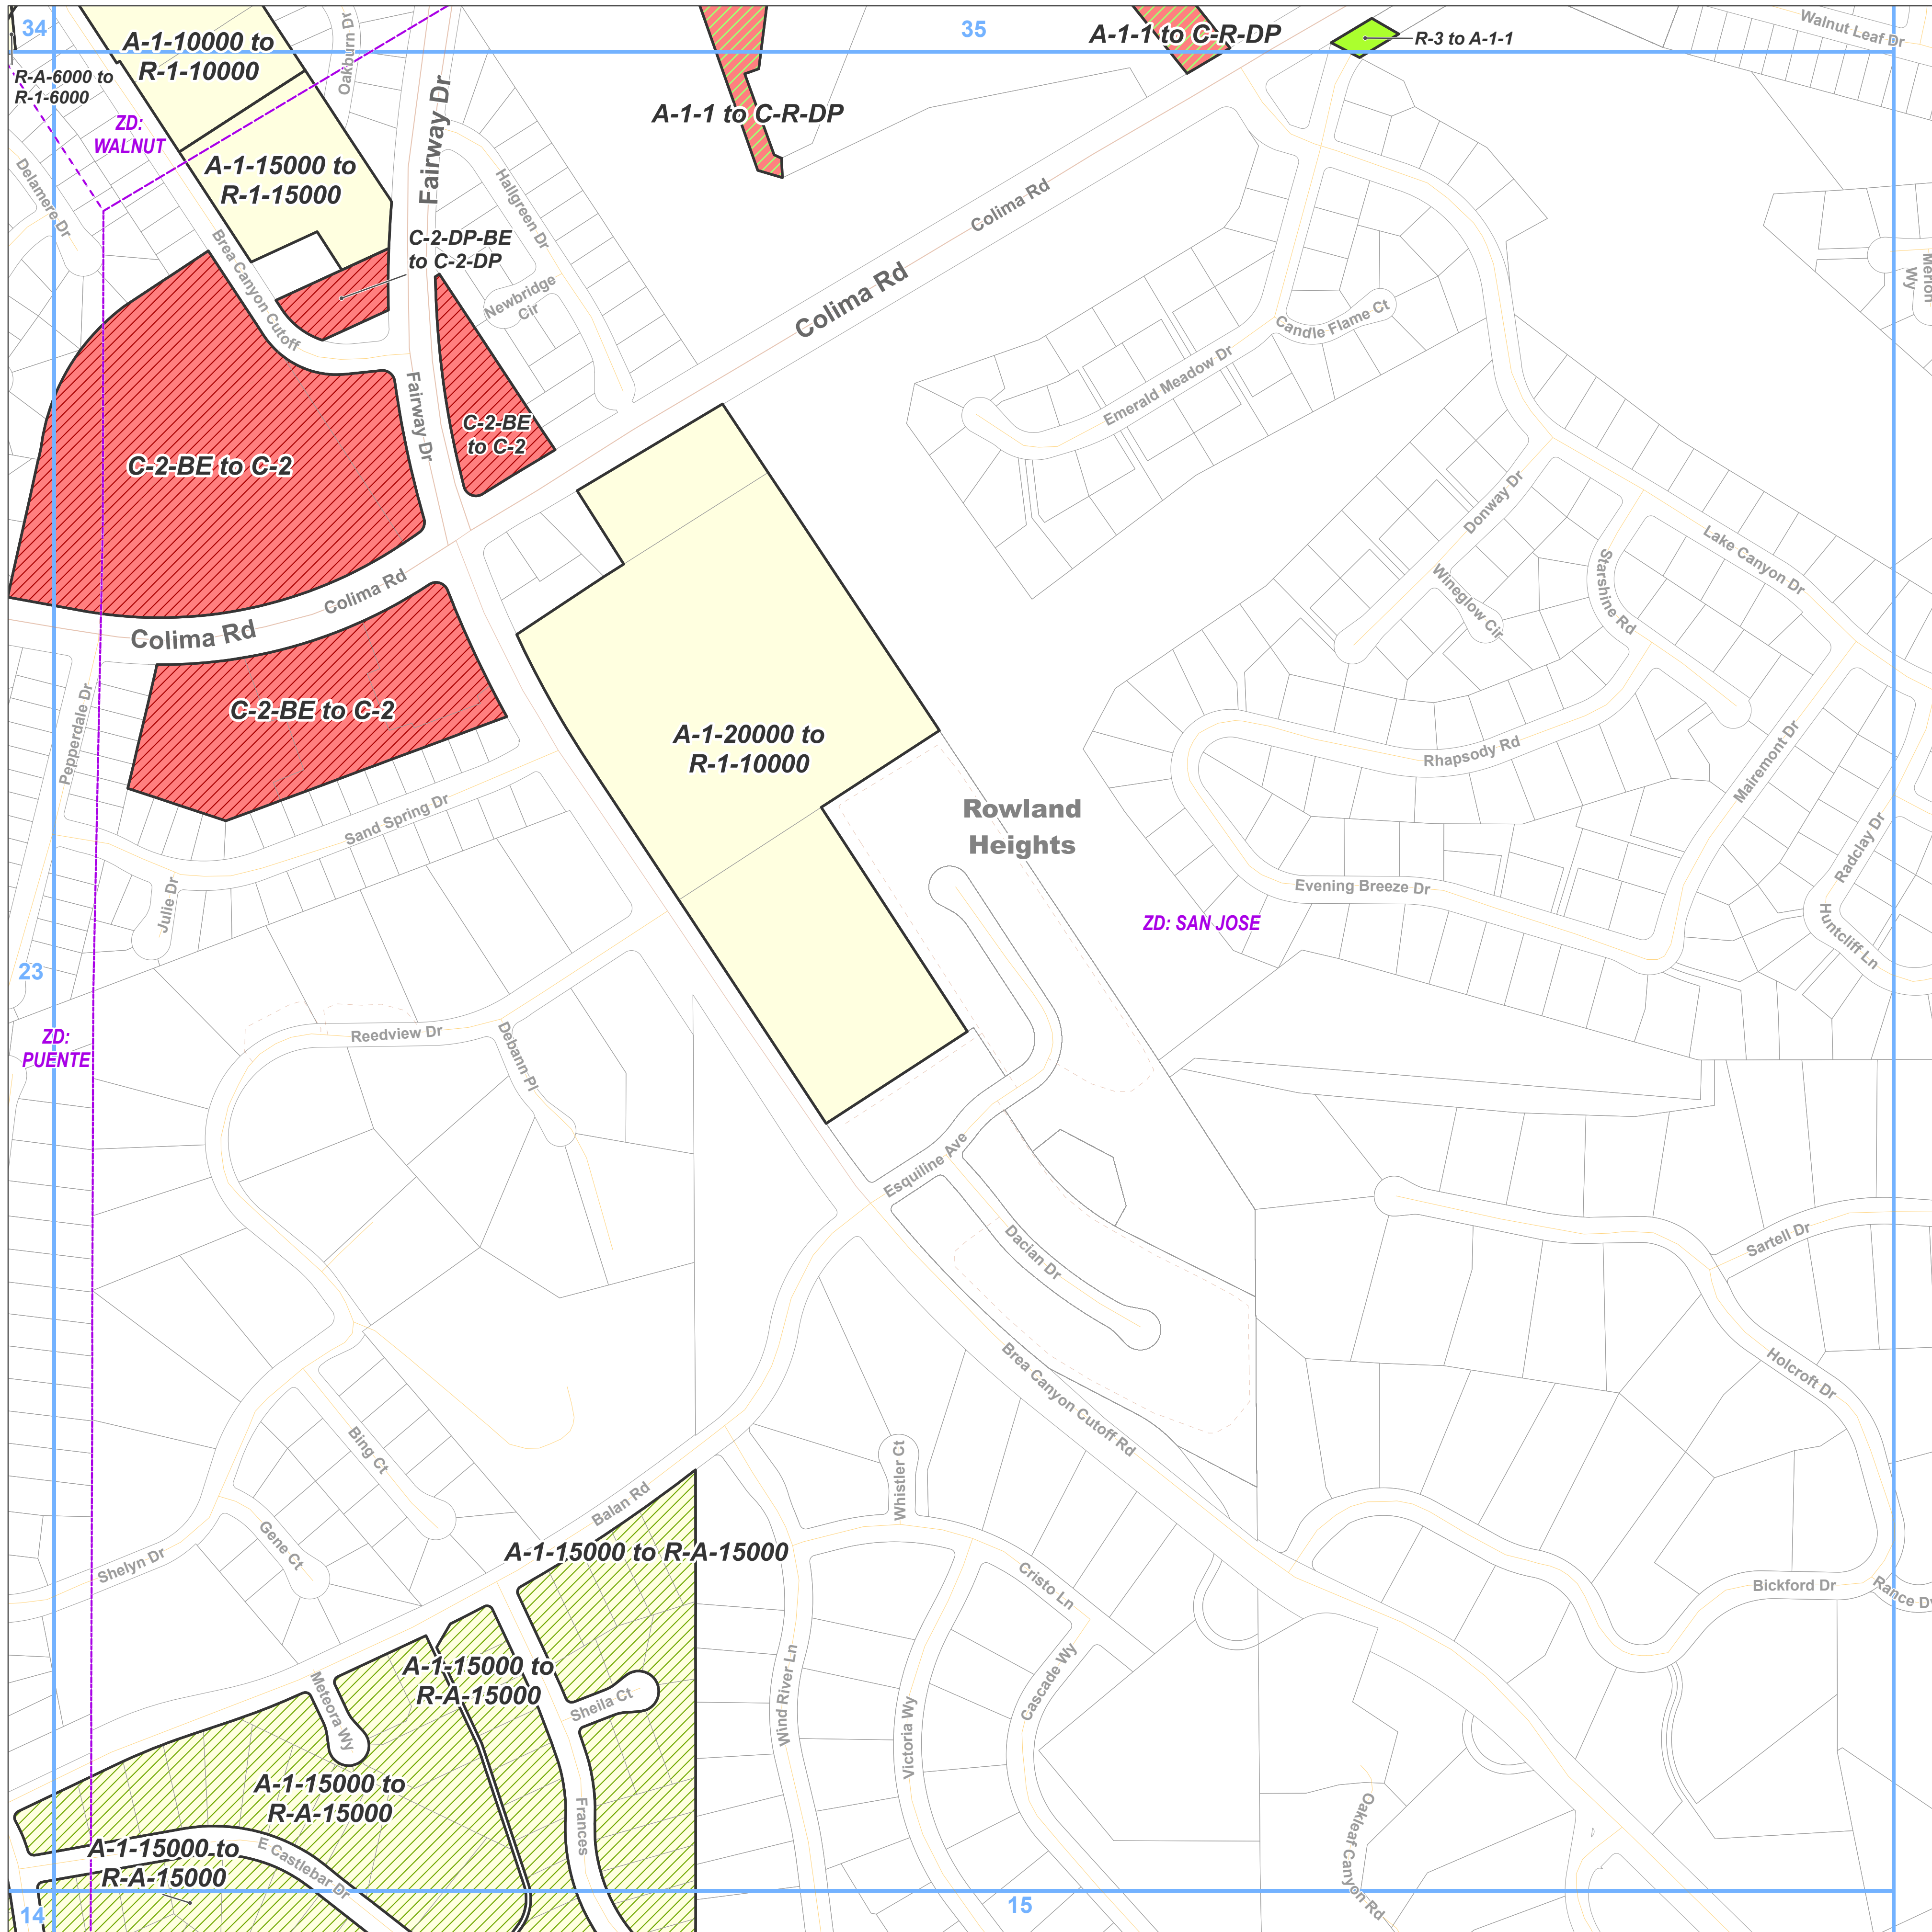 34
35
A-1-10000 to
R-1-10000
Oakburn Dr
A-1-1 to C-R-DP
R-3 to A-1-1
Walnut Leaf Dr
R-A-6000 to
R-1-6000
Fairway Dr
A-1-1 to C-R-DP
ZD:
WALNUT
A-1-15000 to
R-1-15000
Delamere Dr
Hallgreen Dr
Colima Rd
Brea Canyon Cutoff
C-2-DP-BE
to C-2-DP
Newbridge
Cir
Colima Rd
Merion
Wy
Candle Flame Ct
Emerald Meadow Dr
Fairway Dr
C-2-BE
to C-2
C-2-BE to C-2
Donway Dr
Lake Canyon Dr
Starshine Rd
Wineglow Cir
Colima Rd
Colima Rd
Pepperdale Dr
C-2-BE to C-2
A-1-20000 to
R-1-10000
Rhapsody Rd
Mairemont Dr
Rowland
Heights
Sand Spring Dr
Radclay Dr
Julie Dr
Evening Breeze Dr
ZD: SAN JOSE
Huntcliff Ln
23
ZD:
PUENTE
Reedview Dr
Debann Pl
Esquiline Ave
Dacian Dr
Sartell Dr
Holcroft Dr
Brea Canyon Cutoff Rd
Bing Ct
Whistler Ct
Balan Rd
Gene Ct
Shelyn Dr
A-1-15000 to R-A-15000
Cristo Ln
Bickford Dr
Rance Dr
A-1-15000 to
R-A-15000
Meteora Wy
Sheila Ct
Wind River Ln
Victoria Wy
Cascade Wy
A-1-15000 to
R-A-15000
Frances
Oakleaf Canyon Rd
A-1-15000 to
R-A-15000
E Castlebar Dr
14
15